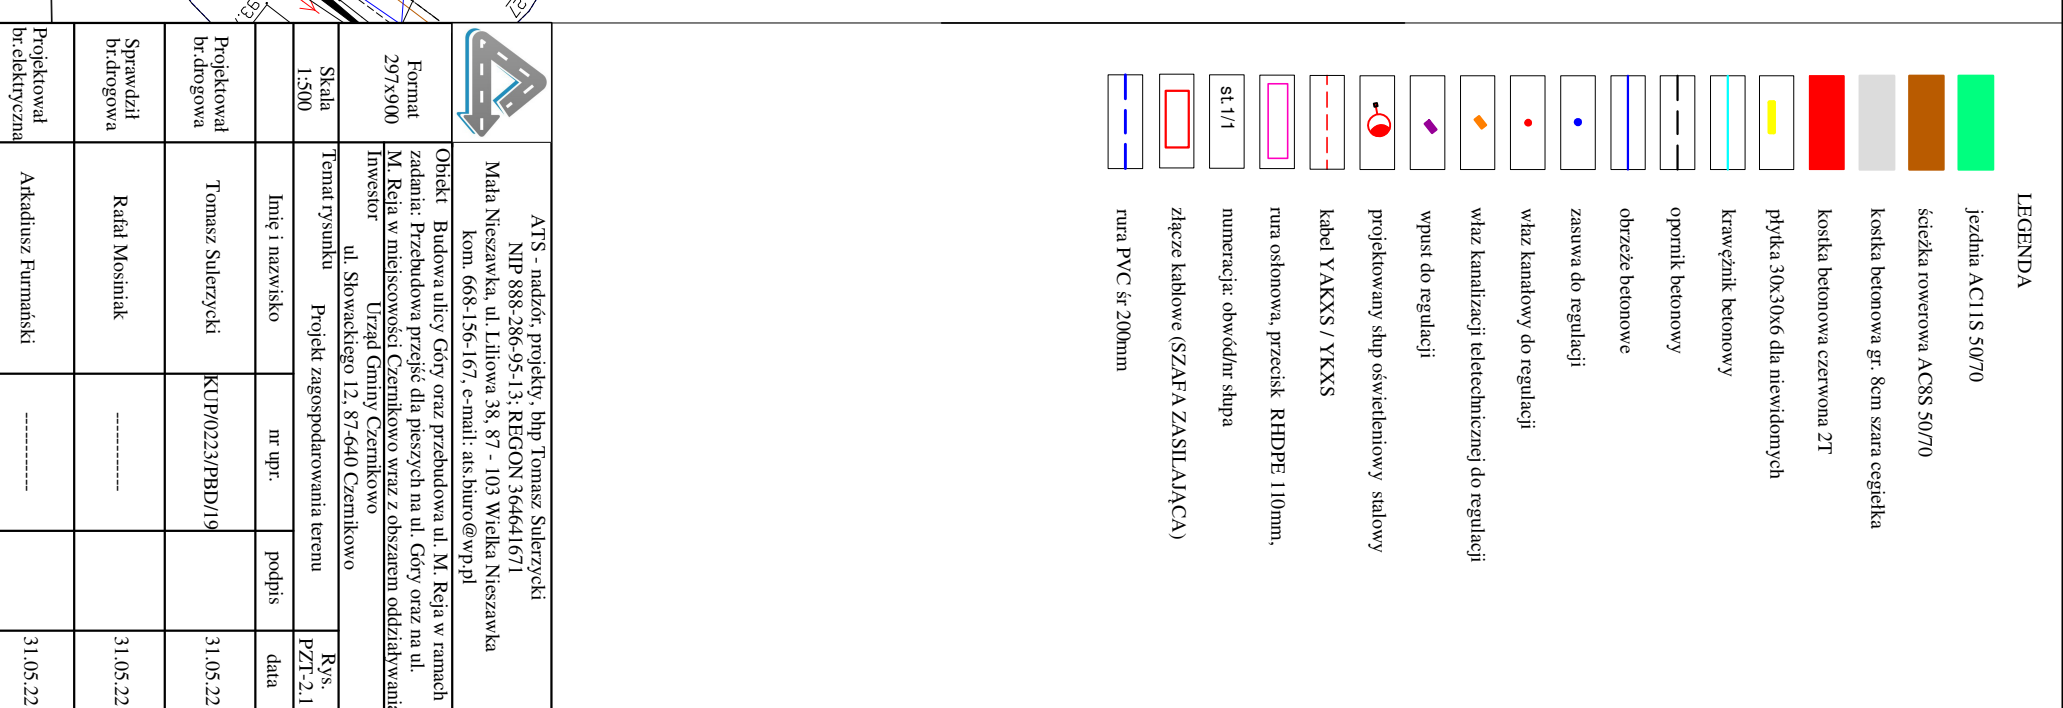 LEGENDA
jezdnia AC11S 50/70
ścieżka rowerowa AC8S 50/70
kostka betonowa gr. 8cm szara cegiełka
kostka betonowa czerwona 2T
płytka 30x30x6 dla niewidomych
krawężnik betonowy
opornik betonowy
obrzeże betonowe
zasuwa do regulacji
właz kanałowy do regulacji
właz kanalizacji teletechnicznej do regulacji
wpust do regulacji
projektowany słup oświetleniowy stalowy
kabel YAKXS / YKXS
rura osłonowa, przecisk RHDPE 110mm,
st.1/1 numeracja: obwód/nr słupa
złącze kablowe (SZAFA ZASILAJĄCA)
rura PVC śr 200mm
ATS - nadzór, projekty, bhp Tomasz Sulerzycki
NIP 888-286-95-13; REGON 364641671
Mała Nieszawka, ul. Liliowa 38, 87 - 103 Wielka Nieszawka
kom. 668-156-167, e-mail: ats.biuro@wp.pl
Format
297x900
Obiekt Budowa ulicy Góry oraz przebudowa ul. M. Reja w ramach
zadania: Przebudowa przejść dla pieszych na ul. Góry oraz na ul.
M. Reja w miejscowości Czernikowo wraz z obszarem oddziaływania
Inwestor Urząd Gminy Czernikowo
ul. Słowackiego 12, 87-640 Czernikowo
Skala
1:500
Temat rysunku
Projekt zagospodarowania terenu
Rys.
PZT-2.1
Imię i nazwisko nr upr. podpis data
Projektował
br.drogowa
Tomasz Sulerzycki KUP/0223/PBD/19 31.05.22
Sprawdził
br.drogowa
Rafał Mosiniak ----------- 31.05.22
Projektował
br.elektryczna
Arkadiusz Furmański ----------- 31.05.22